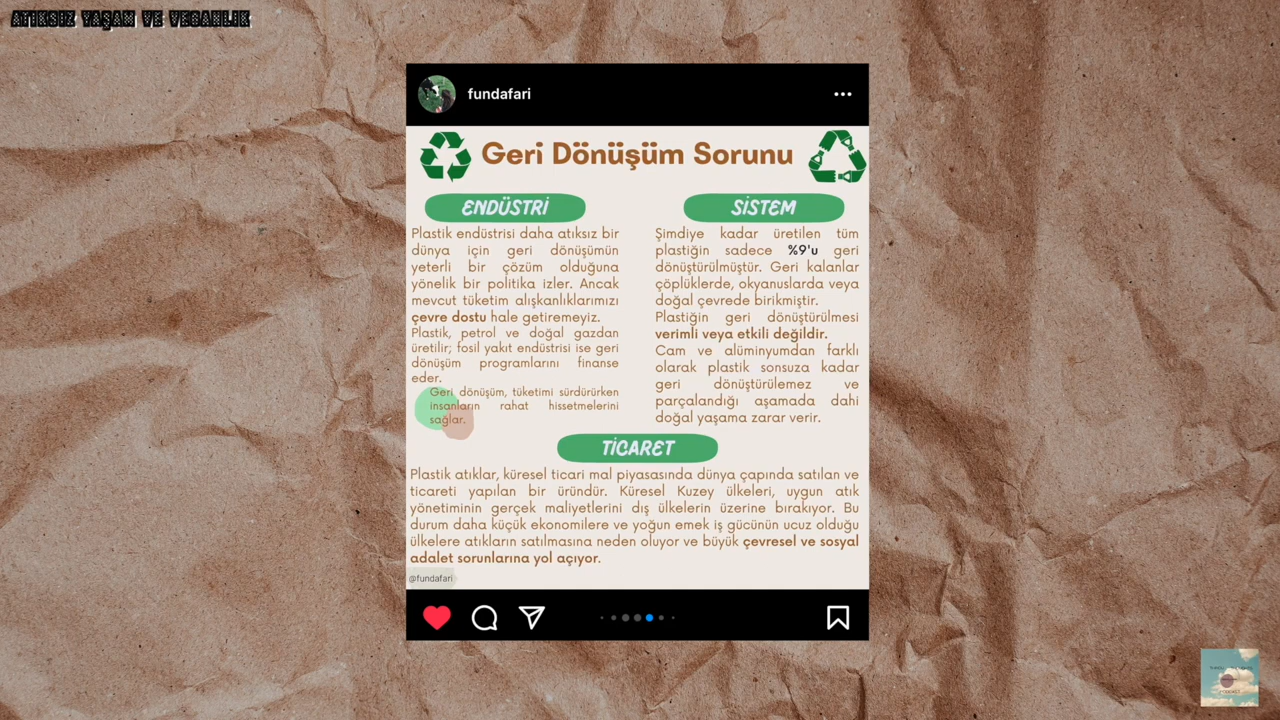 ATIKSIZ YAŞAM VE VEGANLIK
fundafari
Geri Dönüşüm Sorunu
ENDÜSTRİ
Plastik endüstrisi daha atıksız bir
dünya için geri dönüşümün
yeterli bir çözüm olduğuna
yönelik bir politika izler. Ancak
mevcut tüketim alışkanlıklarımızı
çevre dostu hale getiremeyiz.
Plastik, petrol ve doğal gazdan
üretilir; fosil yakıt endüstrisi ise geri
dönüşüm programlarını finanse
eder.
Geri dönüşüm, tüketimi sürdürürken
insanların rahat hissetmelerini
sağlar.
SİSTEM
Şimdiye kadar üretilen tüm
plastiğin sadece %9'u geri
dönüştürülmüştür. Geri kalanlar
çöplüklerde, okyanuslarda veya
doğal çevrede birikmiştir.
Plastiğin geri dönüştürülmesi
verimli veya etkili değildir.
Cam ve alüminyumdan farklı
olarak plastik sonsuza kadar
geri dönüştürülemez ve
parçalandığı aşamada dahi
doğal yaşama zarar verir.
TİCARET
Plastik atıklar, küresel ticari mal piyasasında dünya çapında satılan ve
ticareti yapılan bir üründür. Küresel Kuzey ülkeleri, uygun atık
yönetiminin gerçek maliyetlerini dış ülkelerin üzerine bırakıyor. Bu
durum daha küçük ekonomilere ve yoğun emek iş gücünün ucuz olduğu
ülkelere atıkların satılmasına neden oluyor ve büyük çevresel ve sosyal
adalet sorunlarına yol açıyor.
@fundafari